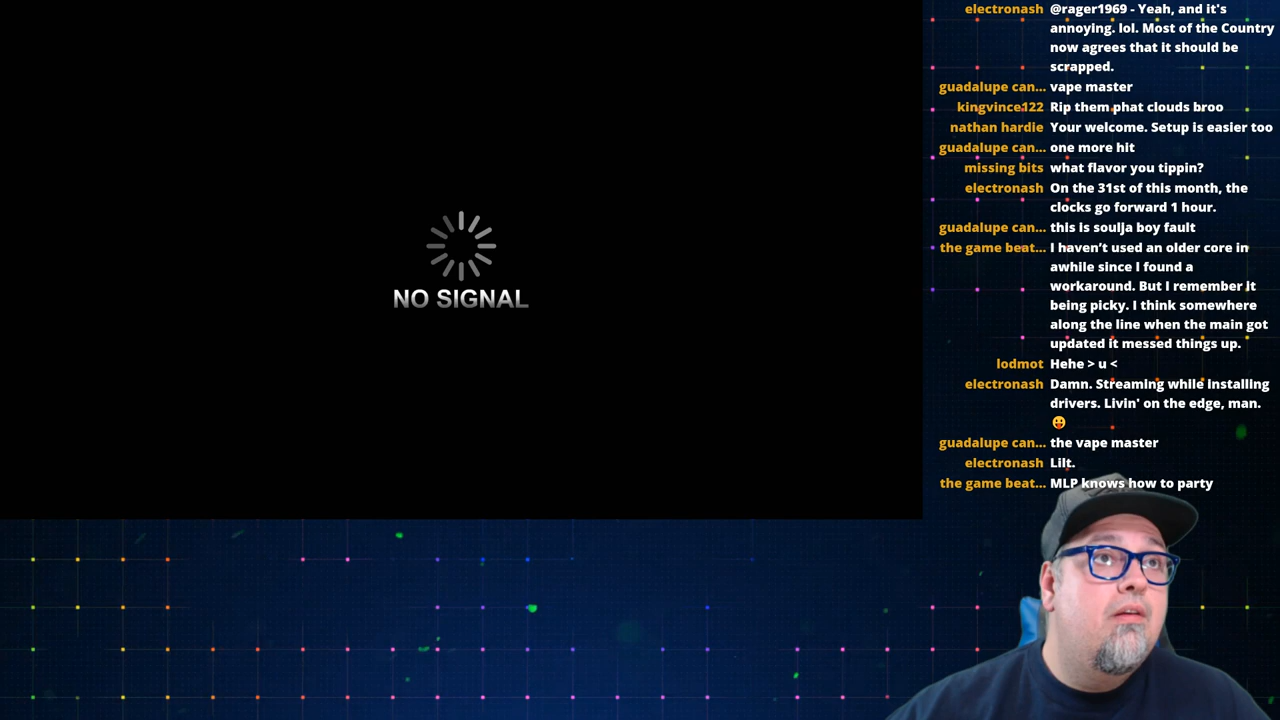 electronash @rager1969 - Yeah, and it's
annoying. lol. Most of the Country
now agrees that it should be
scrapped.
guadalupe can... vape master
kingvince122 Rip them phat clouds broo
nathan hardie Your welcome. Setup is easier too
guadalupe can... one more hit
missing bits what flavor you tippin?
electronash On the 31st of this month, the
clocks go forward 1 hour.
guadalupe can... this is soulja boy fault
the game beat... I haven't used an older core in
awhile since I found a
workaround. But I remember it
being picky. I think somewhere
along the line when the main got
updated it messed things up.
lodmot Hehe > u <
electronash Damn. Streaming while installing
drivers. Livin' on the edge, man.
😛
guadalupe can... the vape master
electronash Lilt.
the game beat... MLP knows how to party
NO SIGNAL